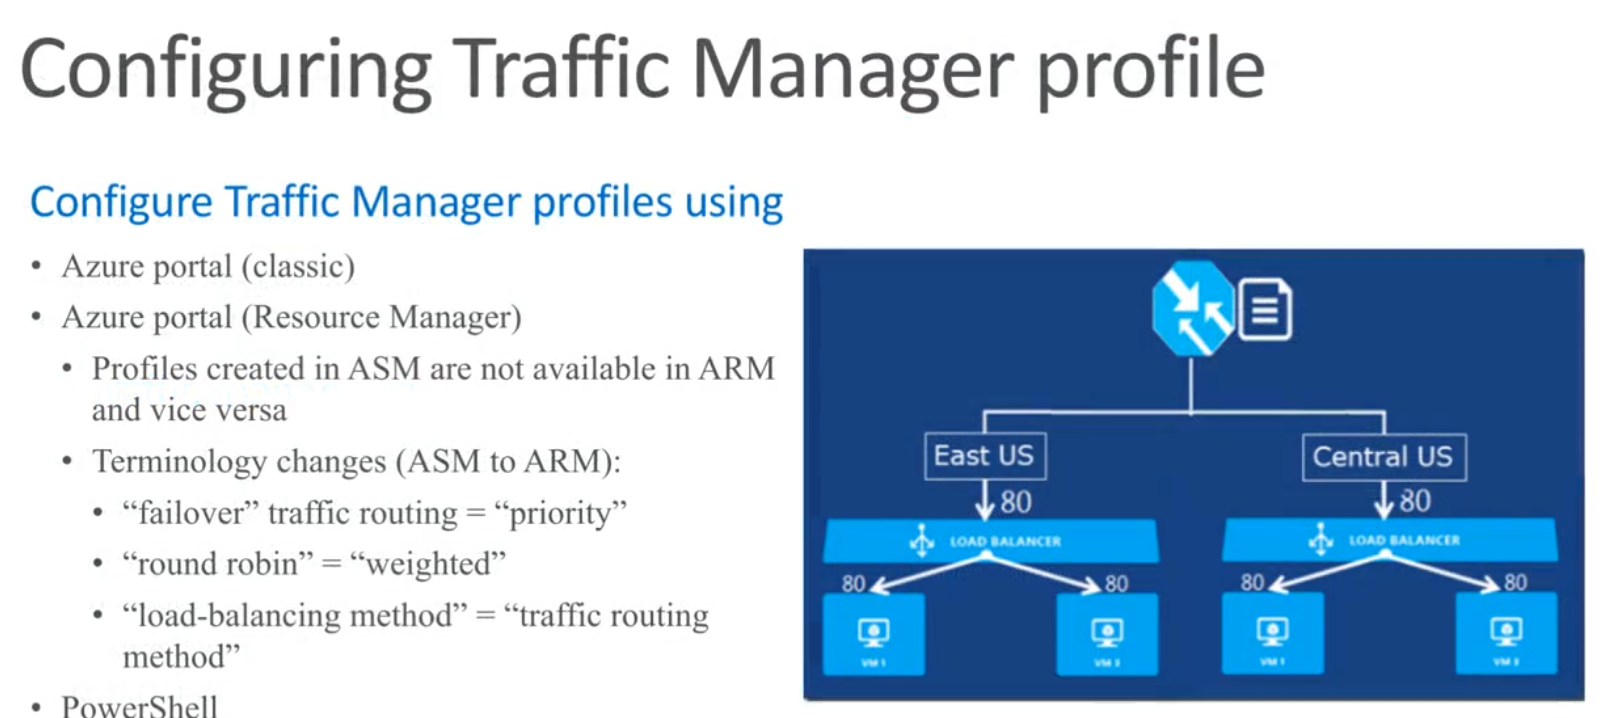 Configuring Traffic Manager profile
Configure Traffic Manager profiles using
• Azure portal (classic)
• Azure portal (Resource Manager)
• Profiles created in ASM are not available in ARM
and vice versa
• Terminology changes (ASM to ARM):
• “failover” traffic routing = “priority”
• “round robin” = “weighted”
• “load-balancing method” = “traffic routing
method”
• PowerShell
East US
Central US
80
80
LOAD BALANCER
LOAD BALANCER
80
80
80
80
VM 1
VM
VM 1
VM